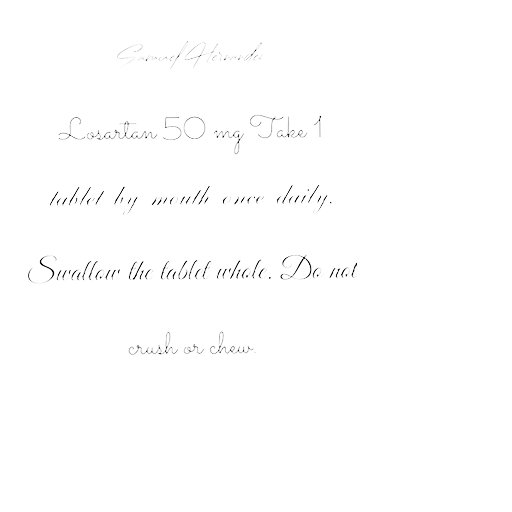 Samuel Hernandez
Losartan 50 mg Take 1
tablet by mouth once daily.
Swallow the tablet whole. Do not
crush or chew.